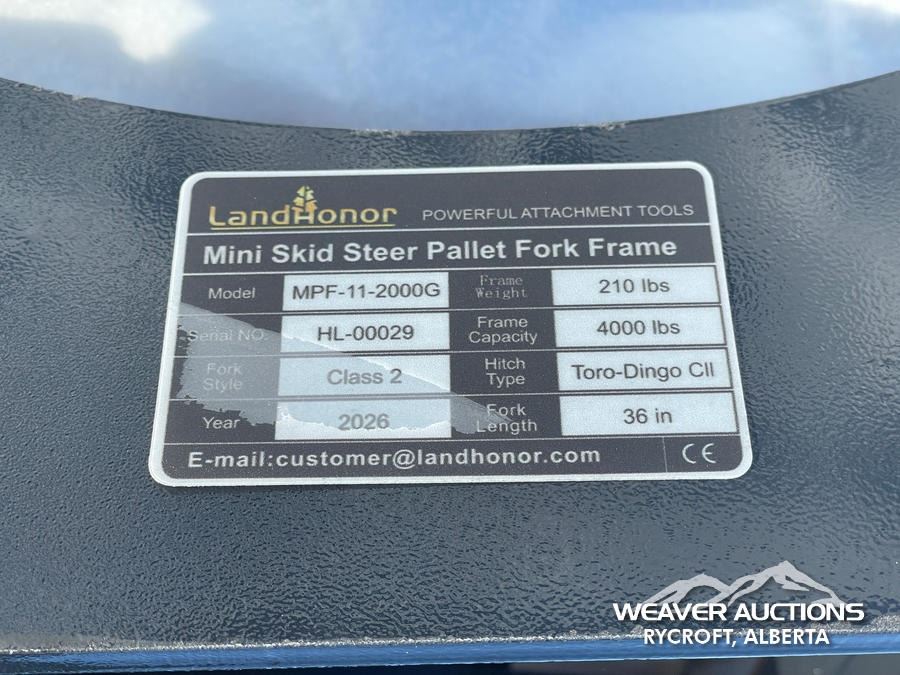 LandHonor POWERFUL ATTACHMENT TOOLS
Mini Skid Steer Pallet Fork Frame
Model MPF-11-2000G Frame Weight 210 lbs
Serial NO. HL-00029 Frame Capacity 4000 lbs
Fork Style Class 2 Hitch Type Toro-Dingo CII
Year 2026 Fork Length 36 in
E-mail:customer@landhonor.com CE
WEAVER AUCTIONS
RYCROFT, ALBERTA